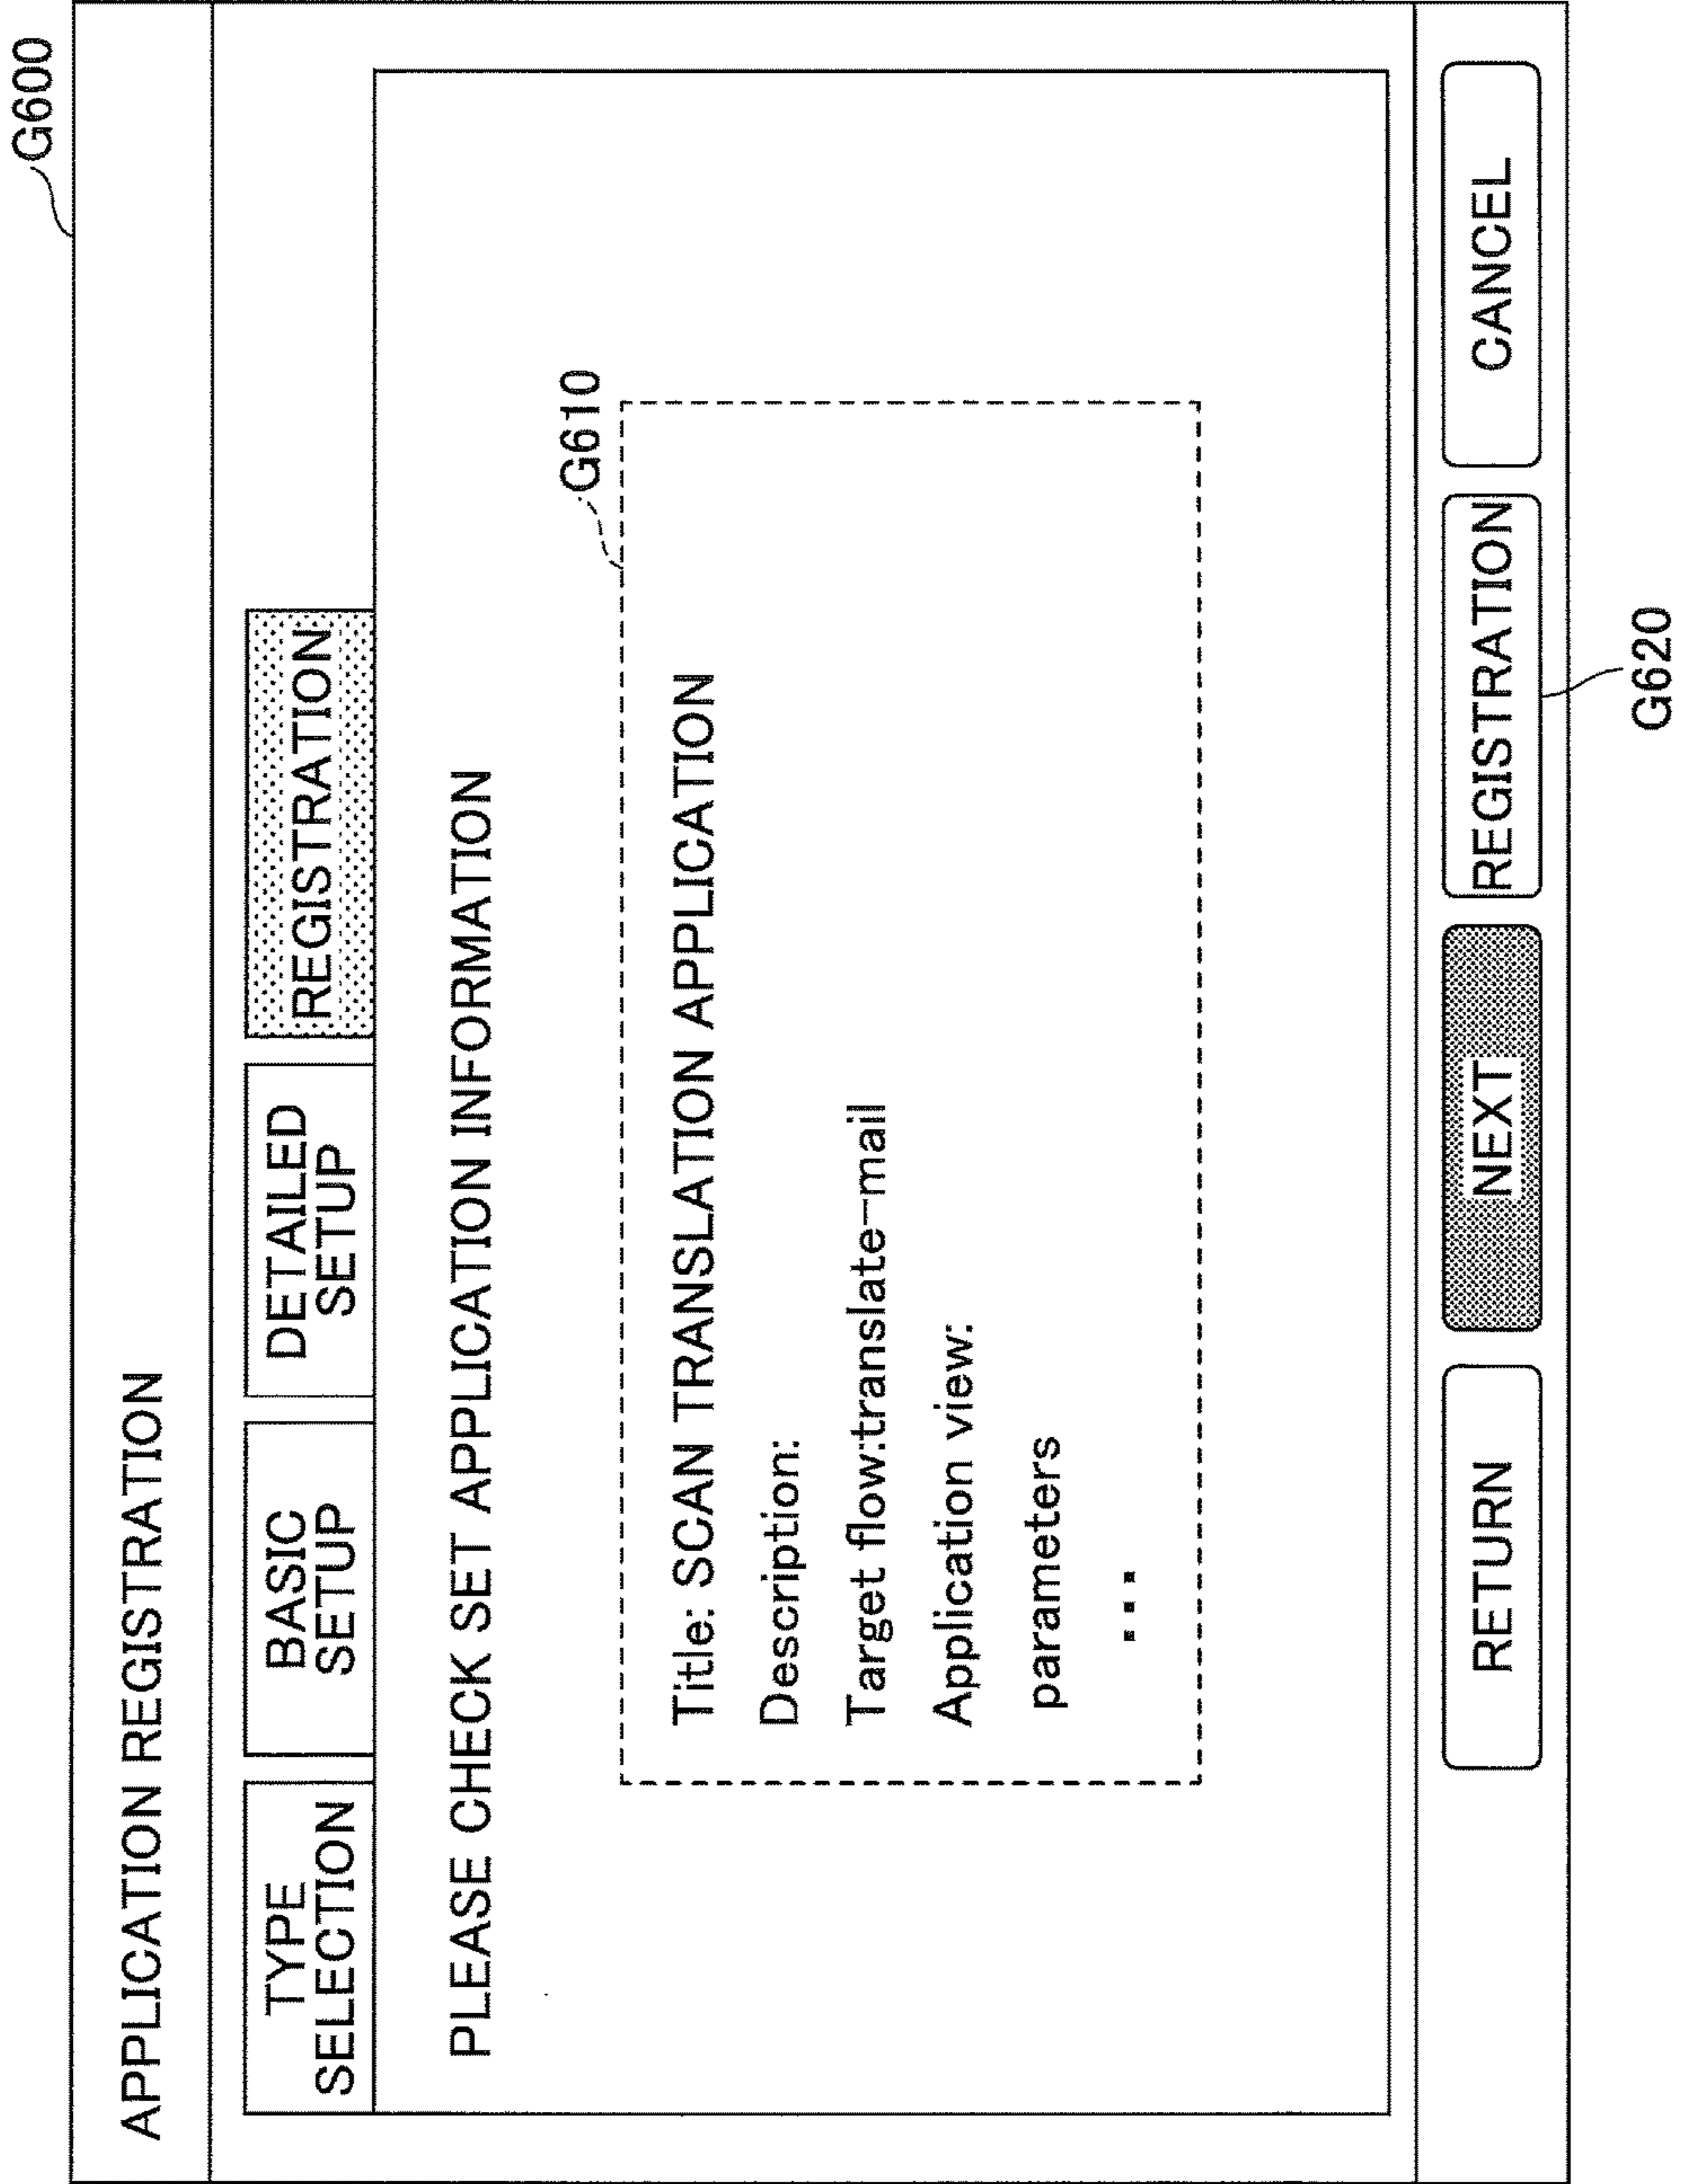 G600
APPLICATION REGISTRATION
TYPE
SELECTION
BASIC
SETUP
DETAILED
SETUP
REGISTRATION
PLEASE CHECK SET APPLICATION INFORMATION
G610
Title: SCAN TRANSLATION APPLICATION
Description:
Target flow:translate-mail
Application view:
parameters
...
RETURN
NEXT
REGISTRATION
CANCEL
G620